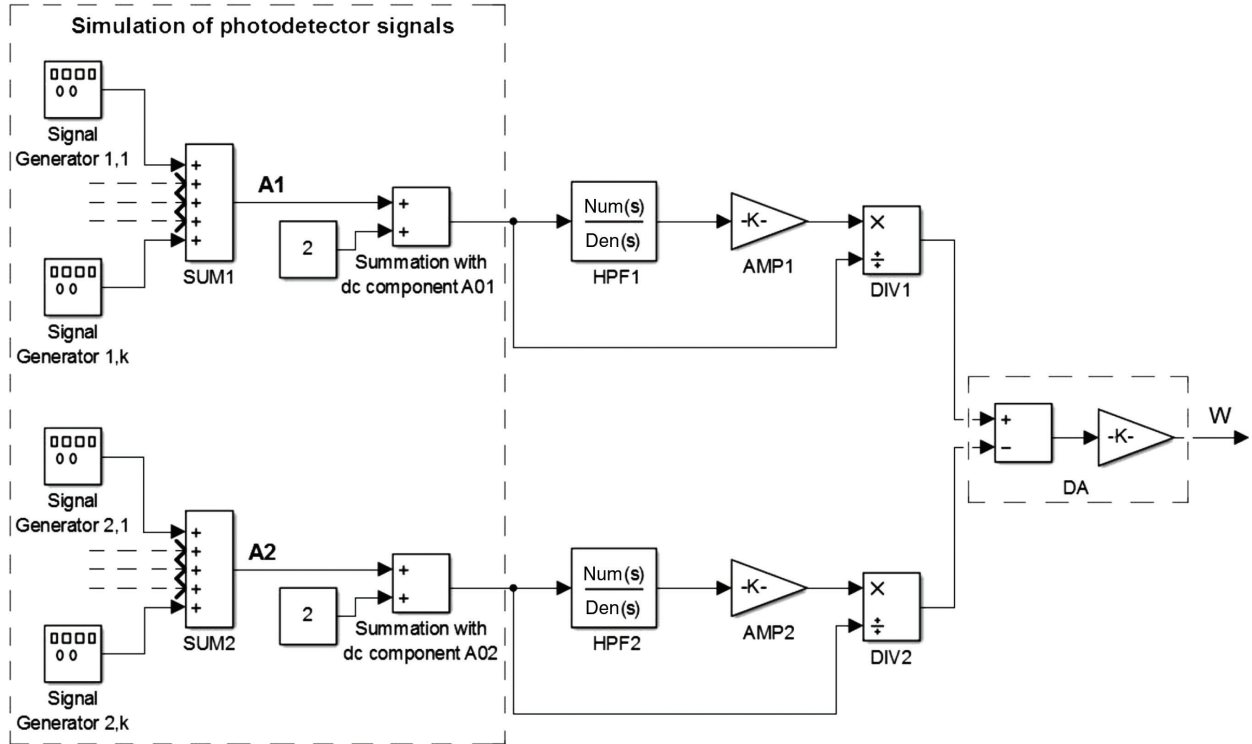 Simulation of photodetector signals
Signal
Generator 1,1
+
+
+
+
+
SUM1
A1
2
+
+
Summation with
dc component A01
Num(s)
Den(s)
HPF1
-K-
AMP1
×
÷
DIV1
Signal
Generator 1,k
+
−
-K-
DA
W
Signal
Generator 2,1
+
+
+
+
+
SUM2
A2
2
+
+
Summation with
dc component A02
Num(s)
Den(s)
HPF2
-K-
AMP2
×
÷
DIV2
Signal
Generator 2,k